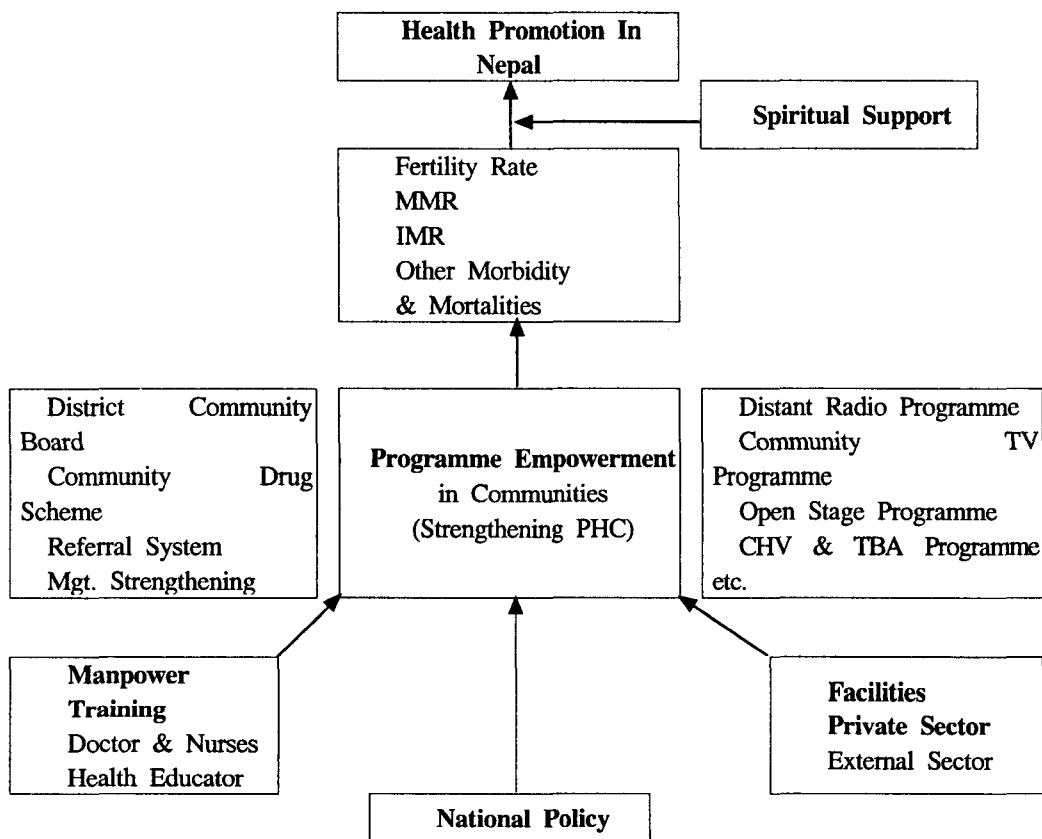 Health Promotion In
Nepal
Spiritual Support
Fertility Rate
MMR
IMR
Other Morbidity
& Mortalities
District Community
Board
Community Drug
Scheme
Referral System
Mgt. Strengthening
Programme Empowerment
in Communities
(Strengthening PHC)
Distant Radio Programme
Community TV
Programme
Open Stage Programme
CHV & TBA Programme
etc.
Manpower
Training
Doctor & Nurses
Health Educator
Facilities
Private Sector
External Sector
National Policy